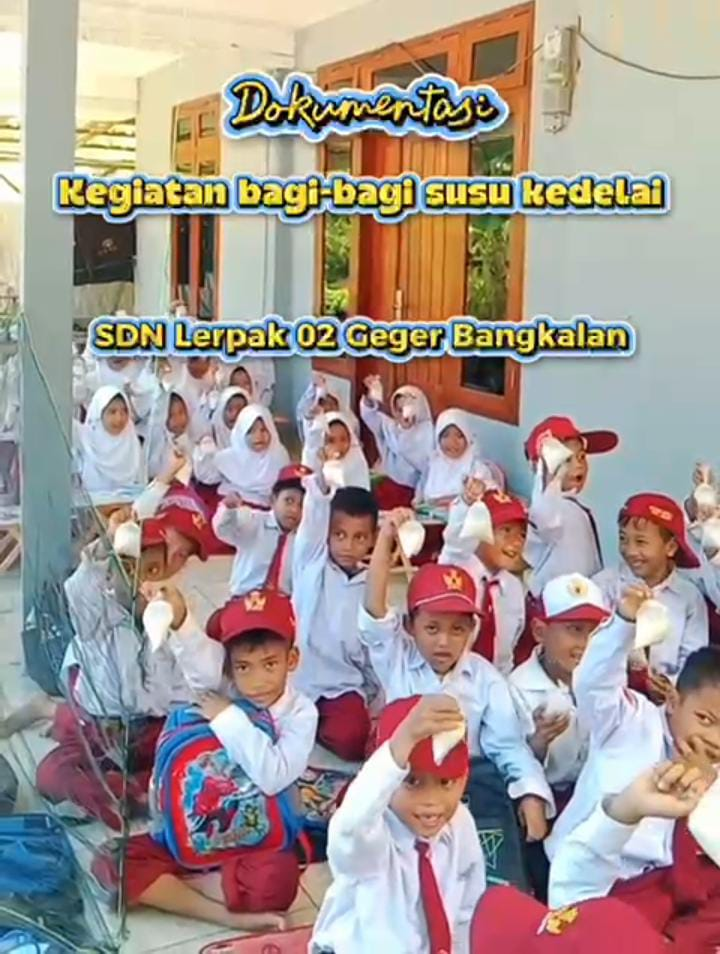 Dokumentasi
Kegiatan bagi-bagi susu kedelai
SDN Lerpak 02 Geger Bangkalan